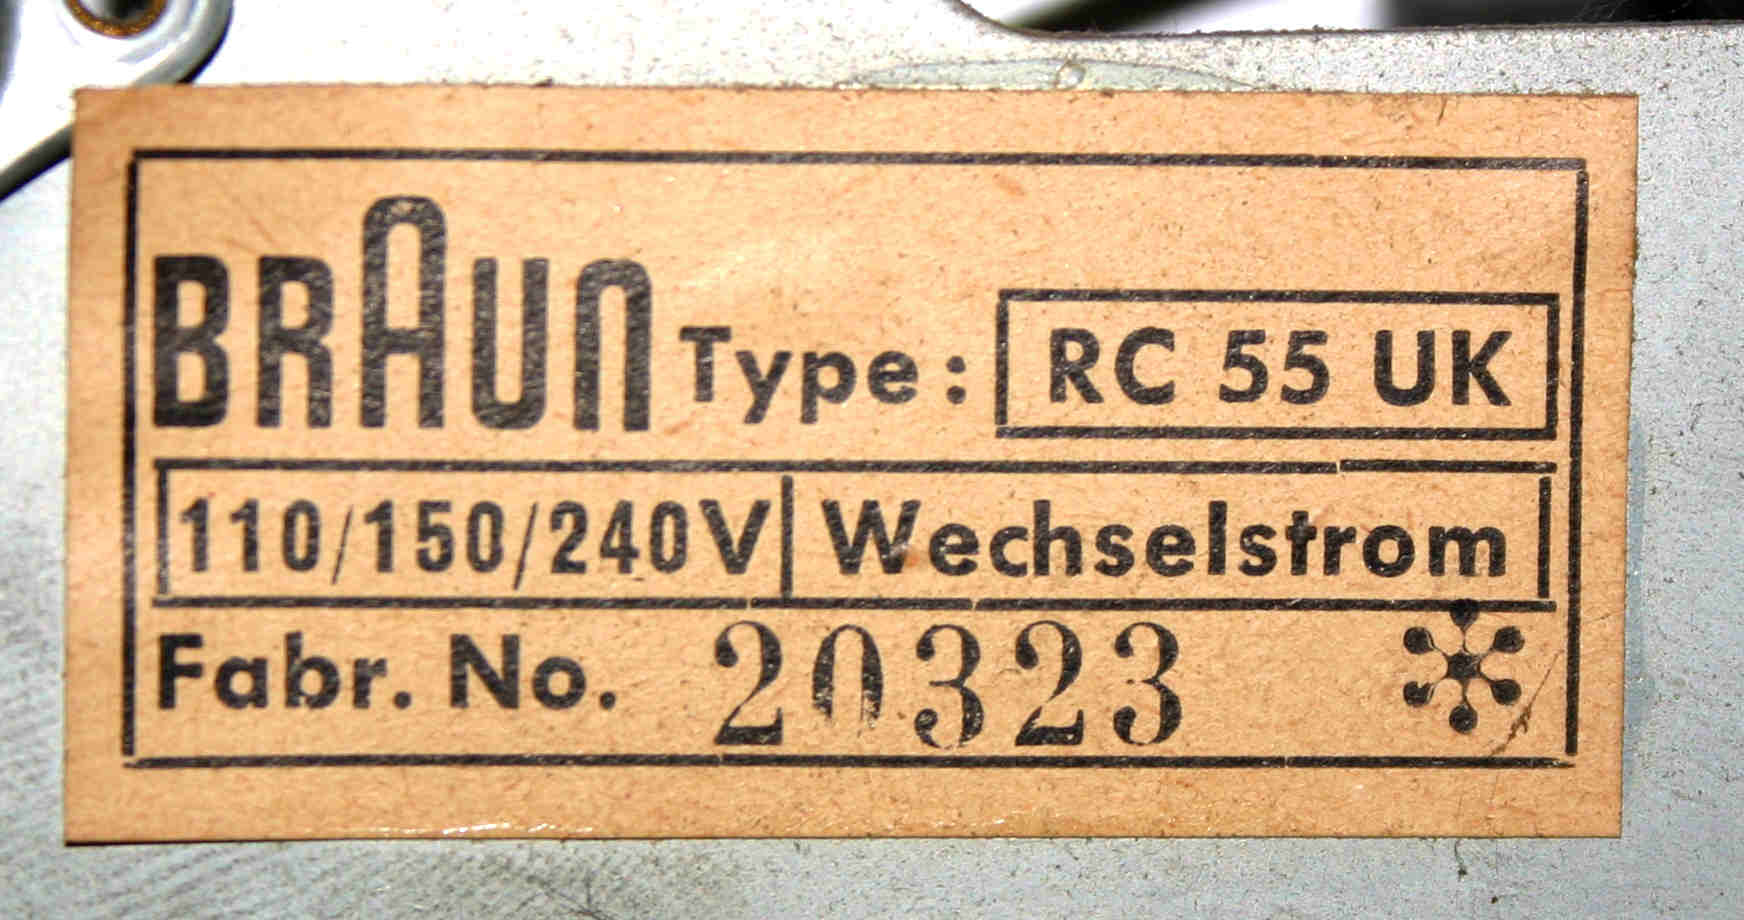 BRAUN Type: RC 55 UK
110/150/240V Wechselstrom
Fabr. No. 20323